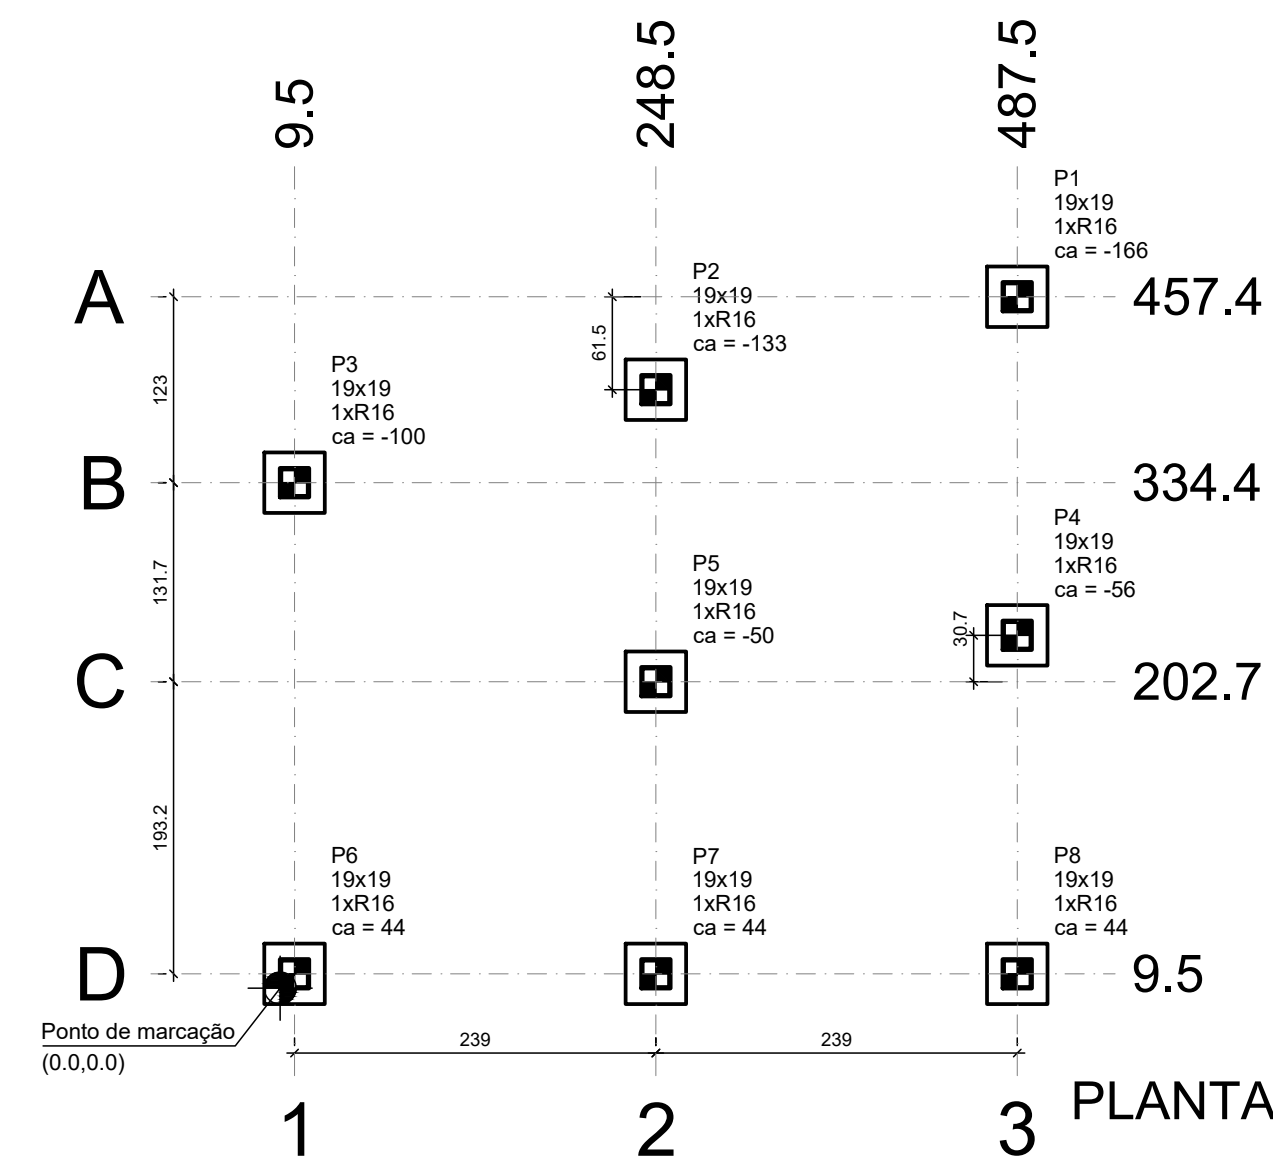 9.5
248.5
487.5
P1
19x19
1xR16
ca = -166
A
457.4
P2
19x19
1xR16
ca = -133
61.5
123
P3
19x19
1xR16
ca = -100
B
334.4
P4
19x19
1xR16
ca = -56
131.7
P5
19x19
1xR16
ca = -50
30.7
C
202.7
193.2
P6
19x19
1xR16
ca = 44
P7
19x19
1xR16
ca = 44
P8
19x19
1xR16
ca = 44
D
9.5
Ponto de marcação
(0.0,0.0)
239
239
1
2
3
PLANTA